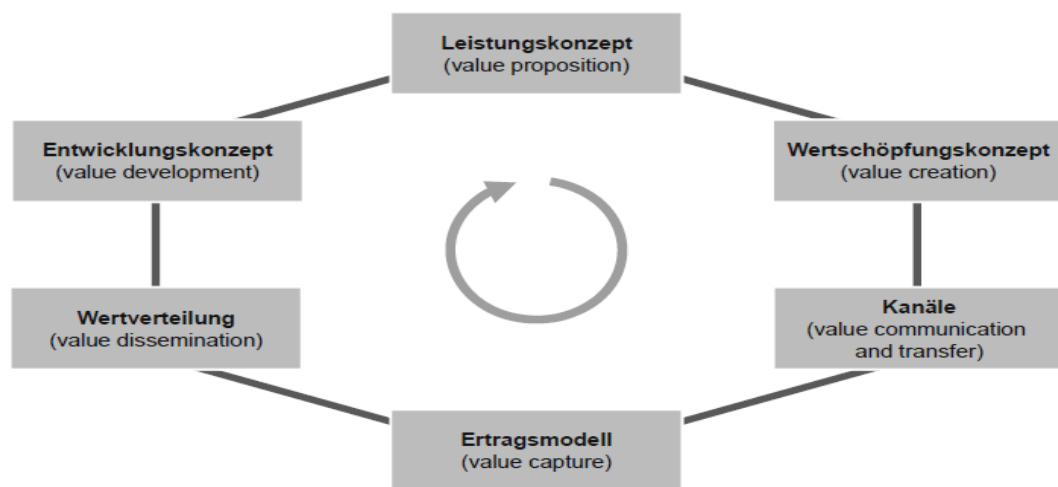 Leistungskonzept
(value proposition)
Entwicklungskonzept
(value development)
Wertschöpfungskonzept
(value creation)
Wertverteilung
(value dissemination)
Kanäle
(value communication
and transfer)
Ertragsmodell
(value capture)